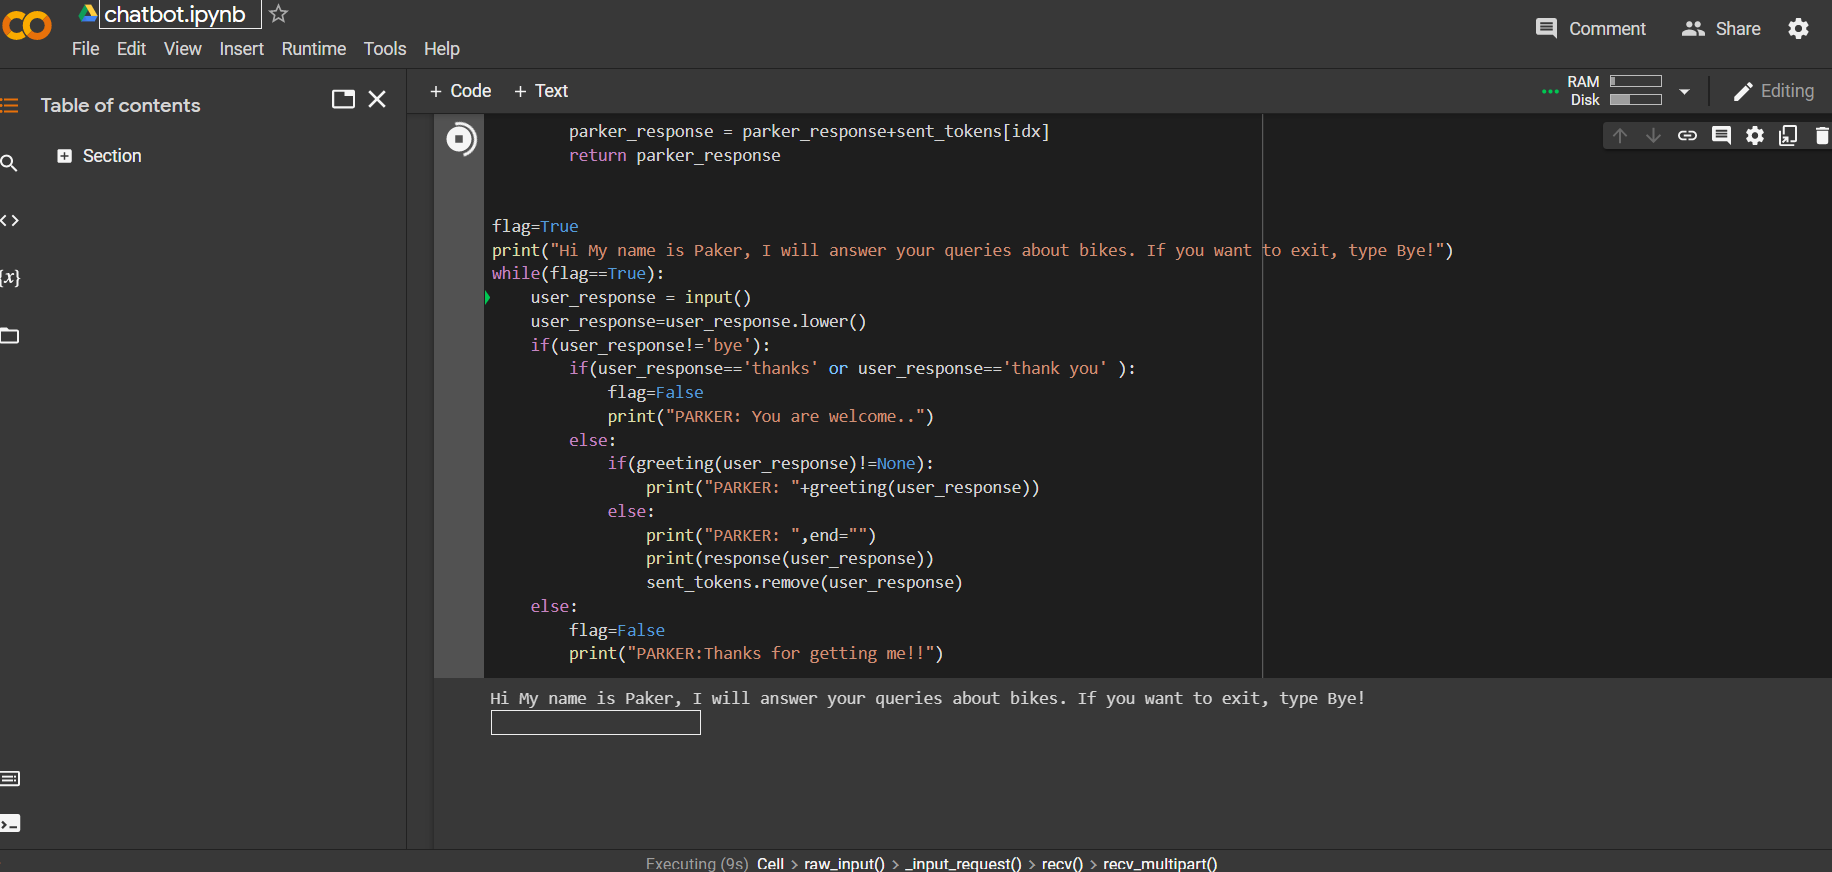 chatbot.ipynb
File Edit View Insert Runtime Tools Help
Comment Share
Table of contents
+ Code + Text
RAM
Disk
Editing
Section
{x}
        parker_response = parker_response+sent_tokens[idx]
        return parker_response
flag=True
print("Hi My name is Paker, I will answer your queries about bikes. If you want to exit, type Bye!")
while(flag==True):
    user_response = input()
    user_response=user_response.lower()
    if(user_response!='bye'):
        if(user_response=='thanks' or user_response=='thank you' ):
            flag=False
            print("PARKER: You are welcome..")
        else:
            if(greeting(user_response)!=None):
                print("PARKER: "+greeting(user_response))
            else:
                print("PARKER: ",end="")
                print(response(user_response))
                sent_tokens.remove(user_response)
    else:
        flag=False
        print("PARKER:Thanks for getting me!!")
Hi My name is Paker, I will answer your queries about bikes. If you want to exit, type Bye!
Executing (9s) Cell > raw_input() > _input_request() > recv() > recv_multipart()